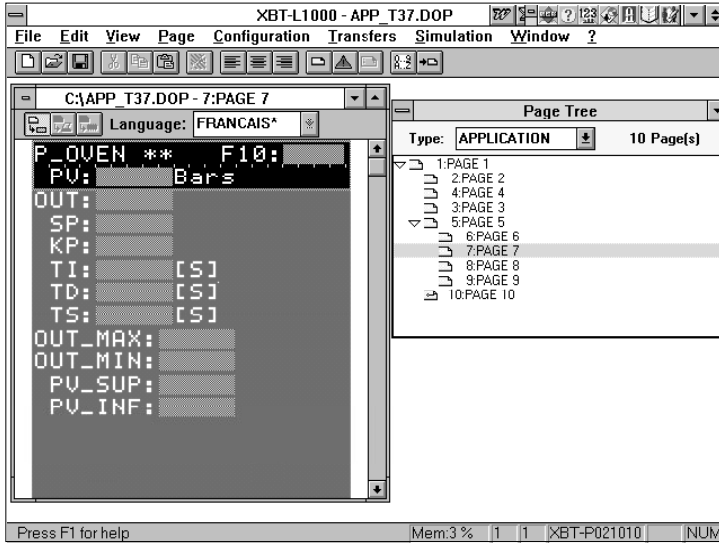 XBT-L1000 - APP_T37.DOP
File Edit View Page Configuration Transfers Simulation Window ?
C:\APP_T37.DOP - 7:PAGE 7
Language: FRANCAIS*
P_OVEN ** F10:
PV: Bars
OUT:
SP:
KP:
TI: [S]
TD: [S]
TS: [S]
OUT_MAX:
OUT_MIN:
PV_SUP:
PV_INF:
Page Tree
Type: APPLICATION 10 Page(s)
1:PAGE 1
2:PAGE 2
4:PAGE 4
3:PAGE 3
5:PAGE 5
6:PAGE 6
7:PAGE 7
8:PAGE 8
9:PAGE 9
10:PAGE 10
Press F1 for help Mem:3 % 1 1 XBT-P021010 NUM